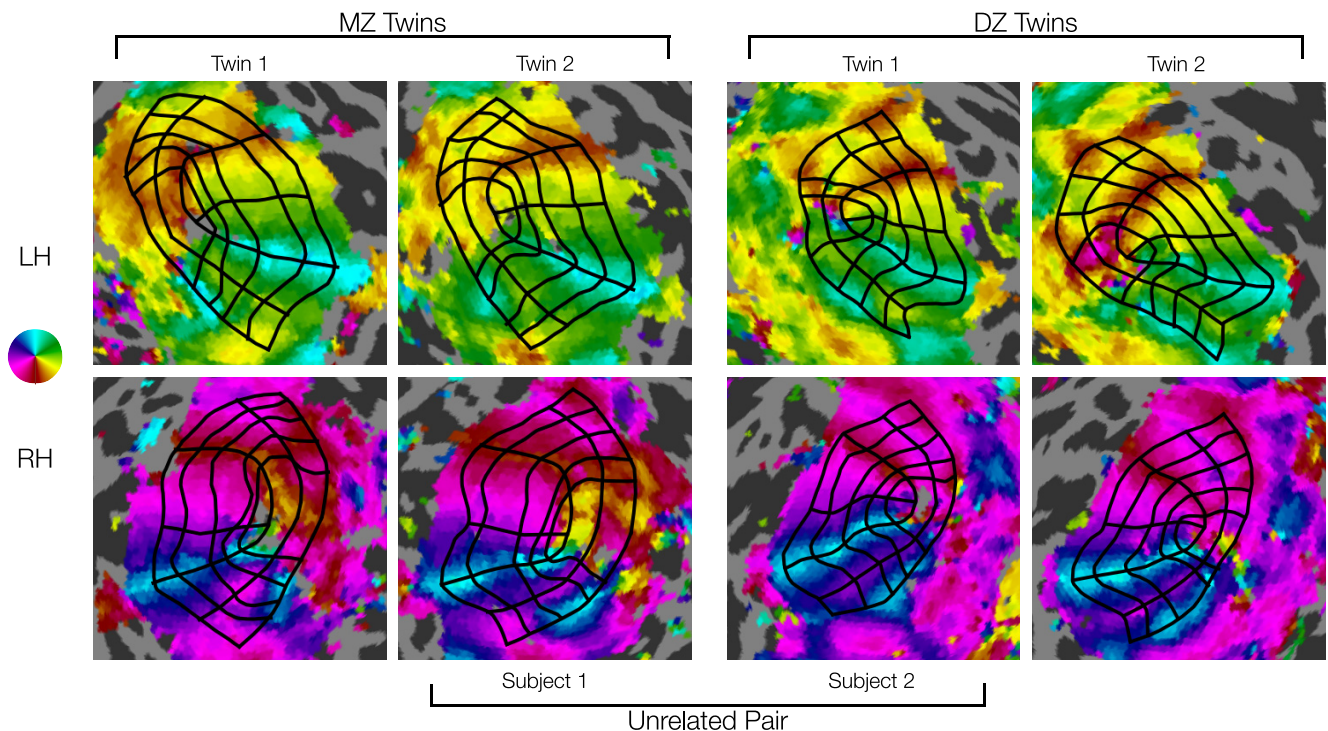 MZ Twins
DZ Twins
Twin 1
Twin 2
Twin 1
Twin 2
LH
RH
Subject 1
Subject 2
Unrelated Pair